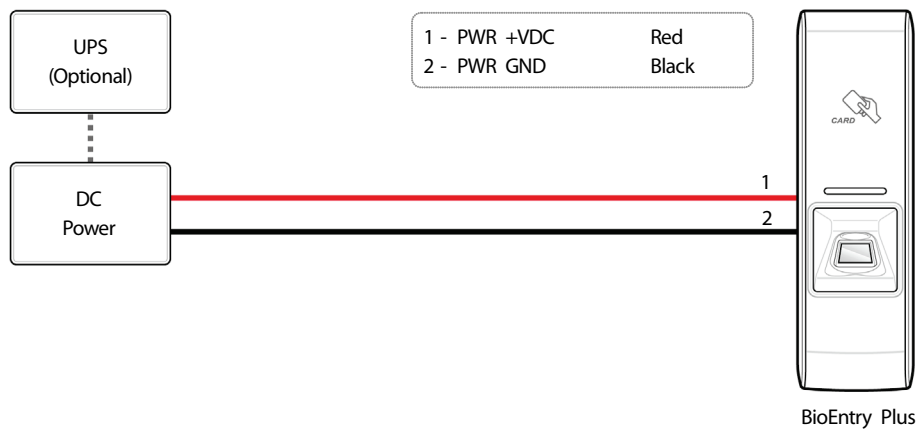 UPS
(Optional)
1 - PWR +VDC Red
2 - PWR GND Black
CARD
DC
Power
1
2
BioEntry Plus